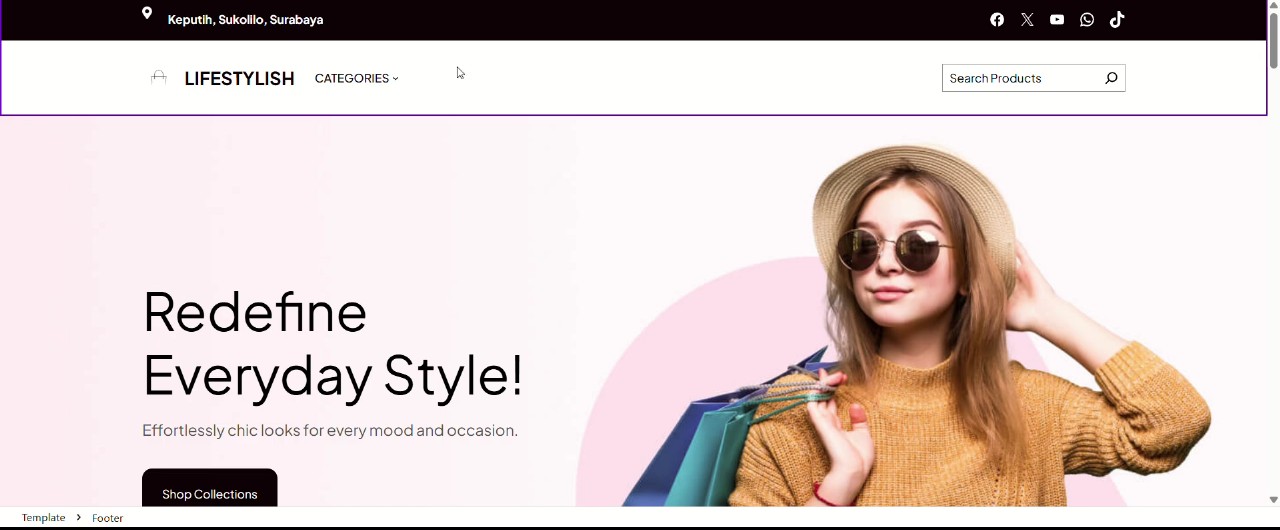 Keputih, Sukolilo, Surabaya
LIFESTYLISH CATEGORIES
Search Products
Redefine
Everyday Style!
Effortlessly chic looks for every mood and occasion.
Shop Collections
Template > Footer